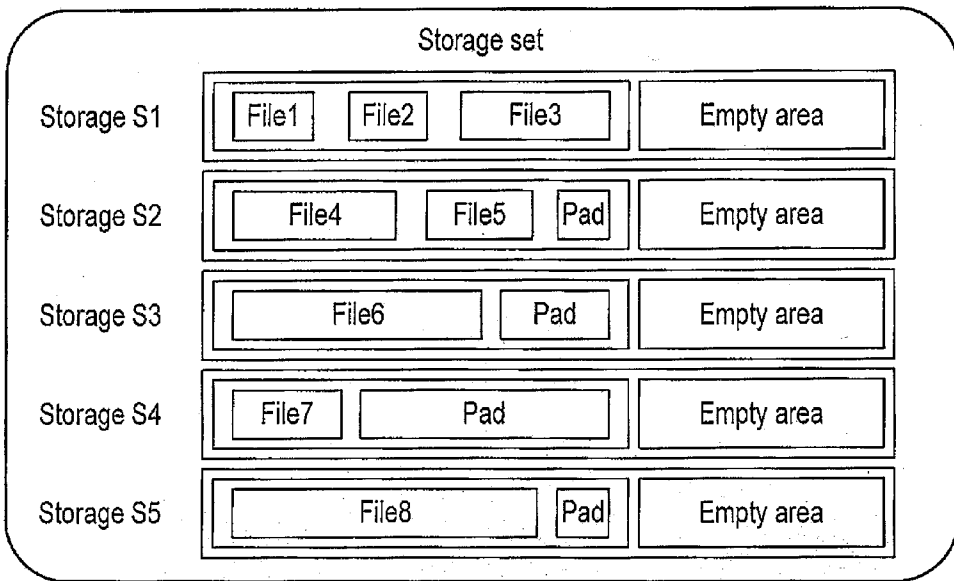 Storage set
Storage S1 File1 File2 File3 Empty area
Storage S2 File4 File5 Pad Empty area
Storage S3 File6 Pad Empty area
Storage S4 File7 Pad Empty area
Storage S5 File8 Pad Empty area